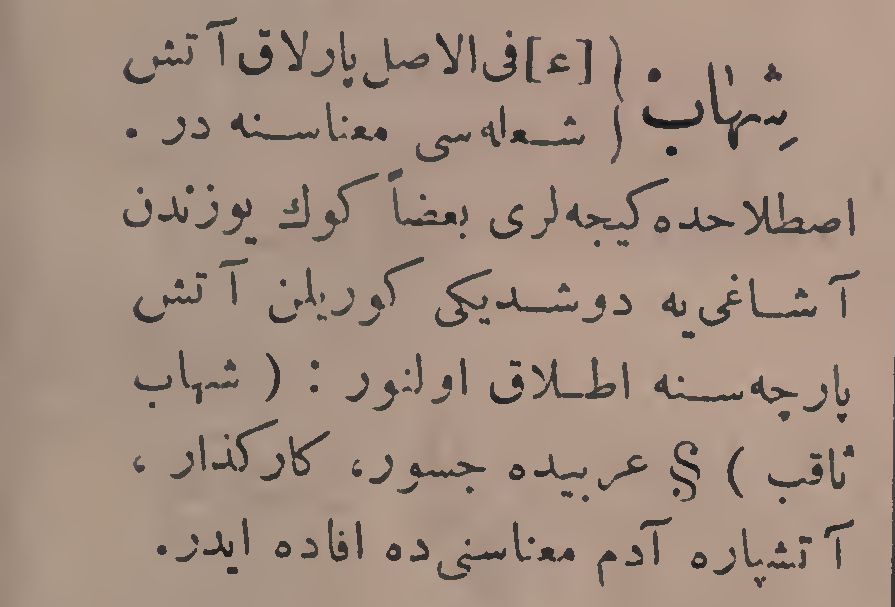 شِهاب { [ع] فی الاصل پارلاق آتش
شعله‌سی معناسنه در .
اصطلاحده کیجه‌لری بعضاً کوك یوزندن
آشاغی‌یه دوشدیکی کوریلن آتش
پارچه‌سنه اطلاق اولنور : ( شهاب
ثاقب ) § عربیده جسور، کارکذار ،
آتشپاره آدم معناسنی‌ده افاده ایدر.